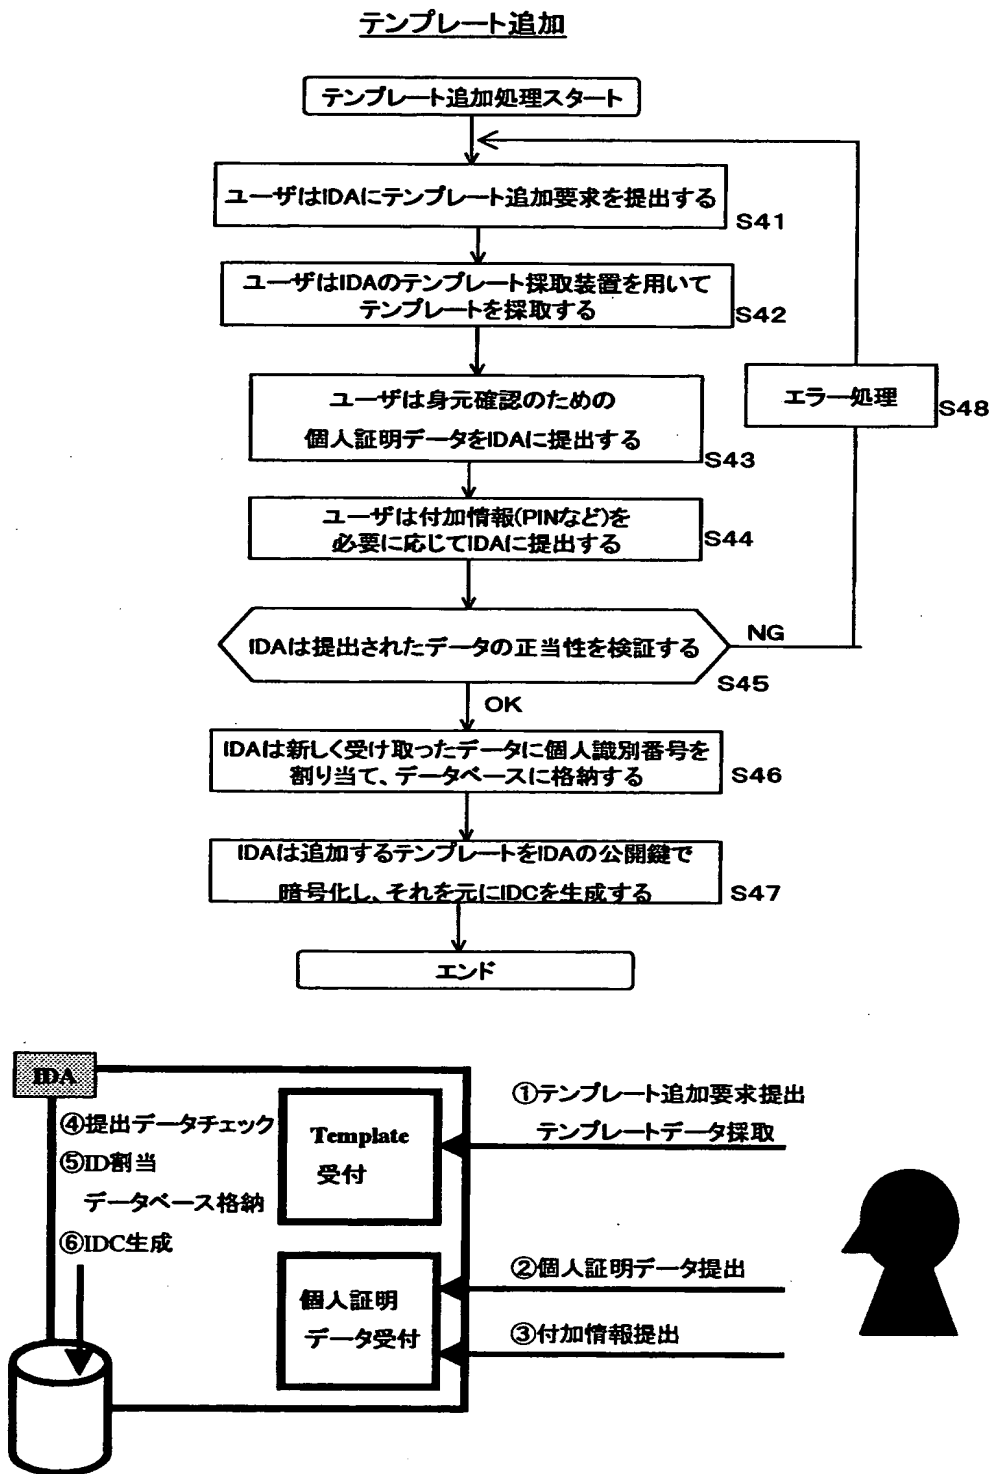 テンプレート追加
テンプレート追加処理スタート
ユーザはIDAにテンプレート追加要求を提出する
S41
ユーザはIDAのテンプレート採取装置を用いて
テンプレートを採取する
S42
ユーザは身元確認のための
個人証明データをIDAに提出する
S43
エラー処理
S48
ユーザは付加情報(PINなど)を
必要に応じてIDAに提出する
S44
IDAは提出されたデータの正当性を検証する
NG
S45
OK
IDAは新しく受け取ったデータに個人識別番号を
割り当て、データベースに格納する
S46
IDAは追加するテンプレートをIDAの公開鍵で
暗号化し、それを元にIDCを生成する
S47
エンド
IDA
④提出データチェック
⑤ID割当
データベース格納
⑥IDC生成
Template
受付
個人証明
データ受付
①テンプレート追加要求提出
テンプレートデータ採取
②個人証明データ提出
③付加情報提出